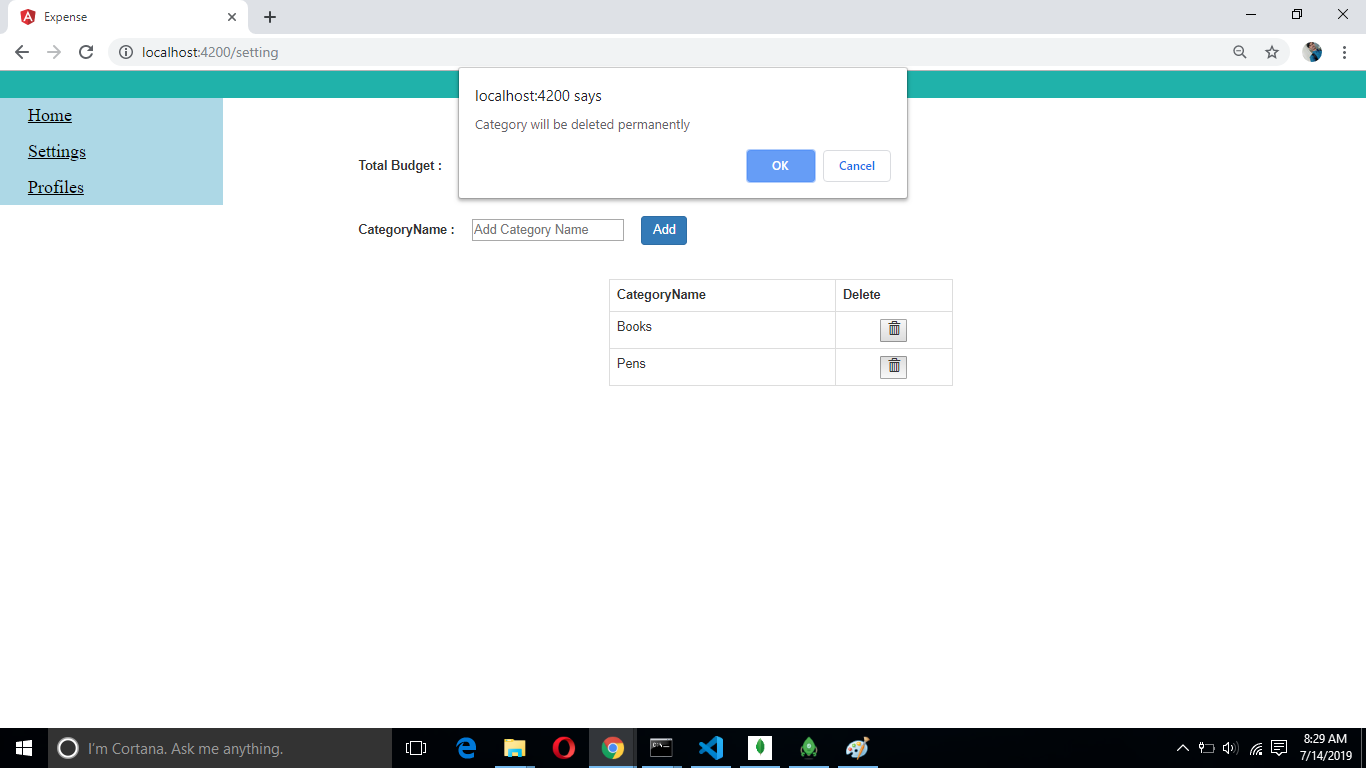 Expense
localhost:4200/setting
localhost:4200 says
Category will be deleted permanently
OK Cancel
Home
Settings
Profiles
Total Budget :
CategoryName : Add Category Name Add
CategoryName Delete
Books
Pens
I'm Cortana. Ask me anything.
8:29 AM
7/14/2019